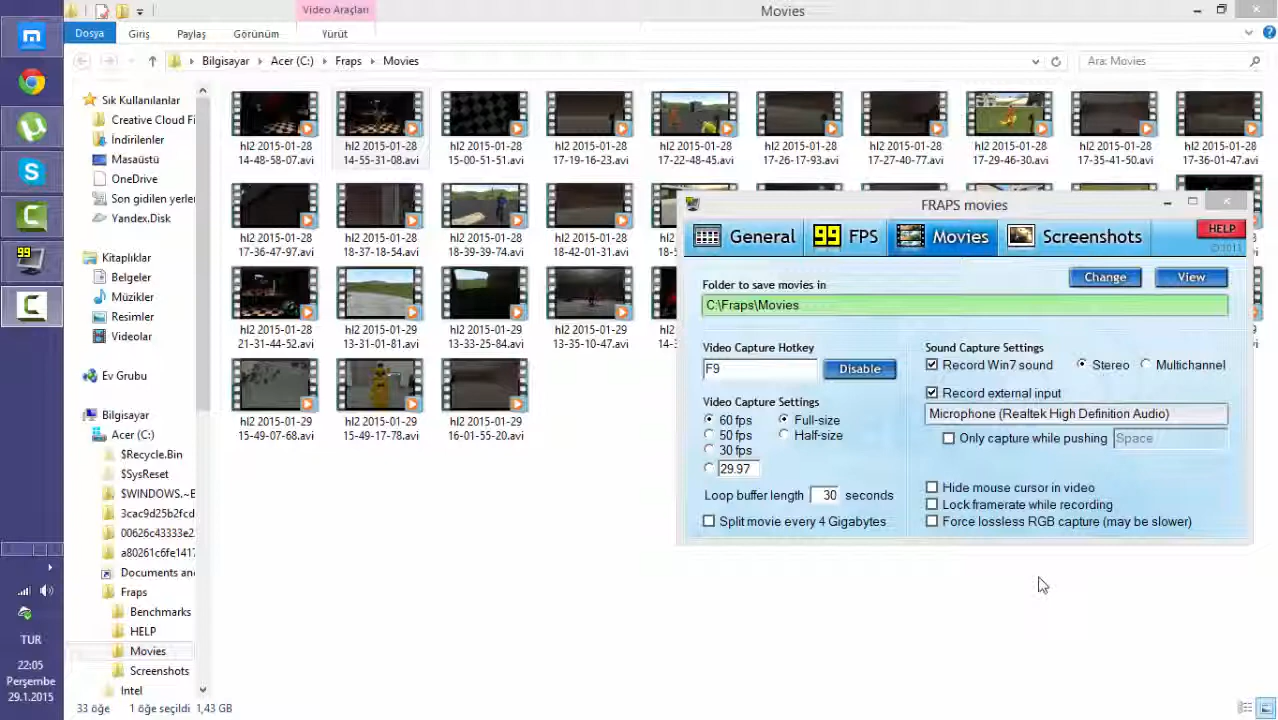 Video Araçları
Movies
Dosya
Giriş
Paylaş
Görünüm
Yürüt
Bilgisayar
Acer (C:)
Fraps
Movies
Ara: Movies
Sık Kullanılanlar
Creative Cloud Fi
İndirilenler
Masaüstü
OneDrive
Son gidilen yerler
Yandex.Disk
Kitaplıklar
Belgeler
Müzikler
Resimler
Videolar
Ev Grubu
Bilgisayar
Acer (C:)
$Recycle.Bin
$SysReset
$WINDOWS.~B
3cac9d25b2fcd
00626c43333e2
a80261c6fe1417
Documents and
Fraps
Benchmarks
HELP
Movies
Screenshots
Intel
hl2 2015-01-28
14-48-58-07.avi
hl2 2015-01-28
14-55-31-08.avi
hl2 2015-01-28
15-00-51-51.avi
hl2 2015-01-28
17-19-16-23.avi
hl2 2015-01-28
17-22-48-45.avi
hl2 2015-01-28
17-26-17-93.avi
hl2 2015-01-28
17-27-40-77.avi
hl2 2015-01-28
17-29-46-30.avi
hl2 2015-01-28
17-35-41-50.avi
hl2 2015-01-28
17-36-01-47.avi
hl2 2015-01-28
17-36-47-97.avi
hl2 2015-01-28
18-37-18-54.avi
hl2 2015-01-28
18-39-39-74.avi
hl2 2015-01-28
18-42-01-31.avi
hl2 2015-01-28
21-31-44-52.avi
hl2 2015-01-29
13-31-01-81.avi
hl2 2015-01-29
13-33-25-84.avi
hl2 2015-01-29
13-35-10-47.avi
hl2 2015-01-29
15-49-07-68.avi
hl2 2015-01-29
15-49-17-78.avi
hl2 2015-01-29
16-01-55-20.avi
FRAPS movies
General
99 FPS
Movies
Screenshots
HELP
Folder to save movies in
Change
View
C:\Fraps\Movies
Video Capture Hotkey
F9
Disable
Video Capture Settings
60 fps
Full-size
50 fps
Half-size
30 fps
29.97
Loop buffer length 30 seconds
Split movie every 4 Gigabytes
Sound Capture Settings
Record Win7 sound
Stereo
Multichannel
Record external input
Microphone (Realtek High Definition Audio)
Only capture while pushing
Space
Hide mouse cursor in video
Lock framerate while recording
Force lossless RGB capture (may be slower)
99
TUR
22:05
Perşembe
29.1.2015
33 öğe
1 öğe seçildi 1,43 GB